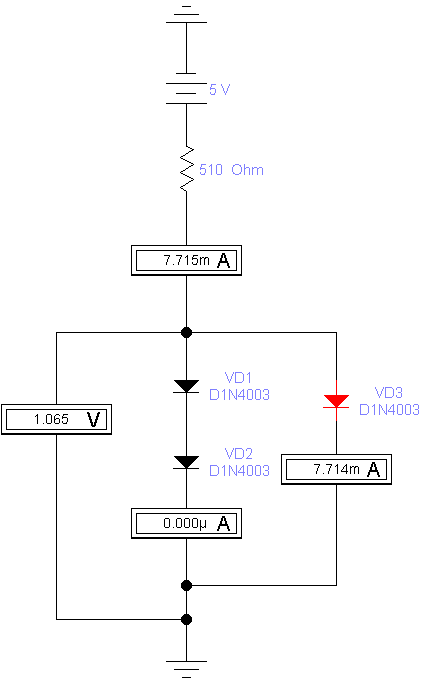 5 V
510 Ohm
7.715m A
VD1
D1N4003
VD3
D1N4003
1.065 V
VD2
D1N4003
7.714m A
0.000µ A